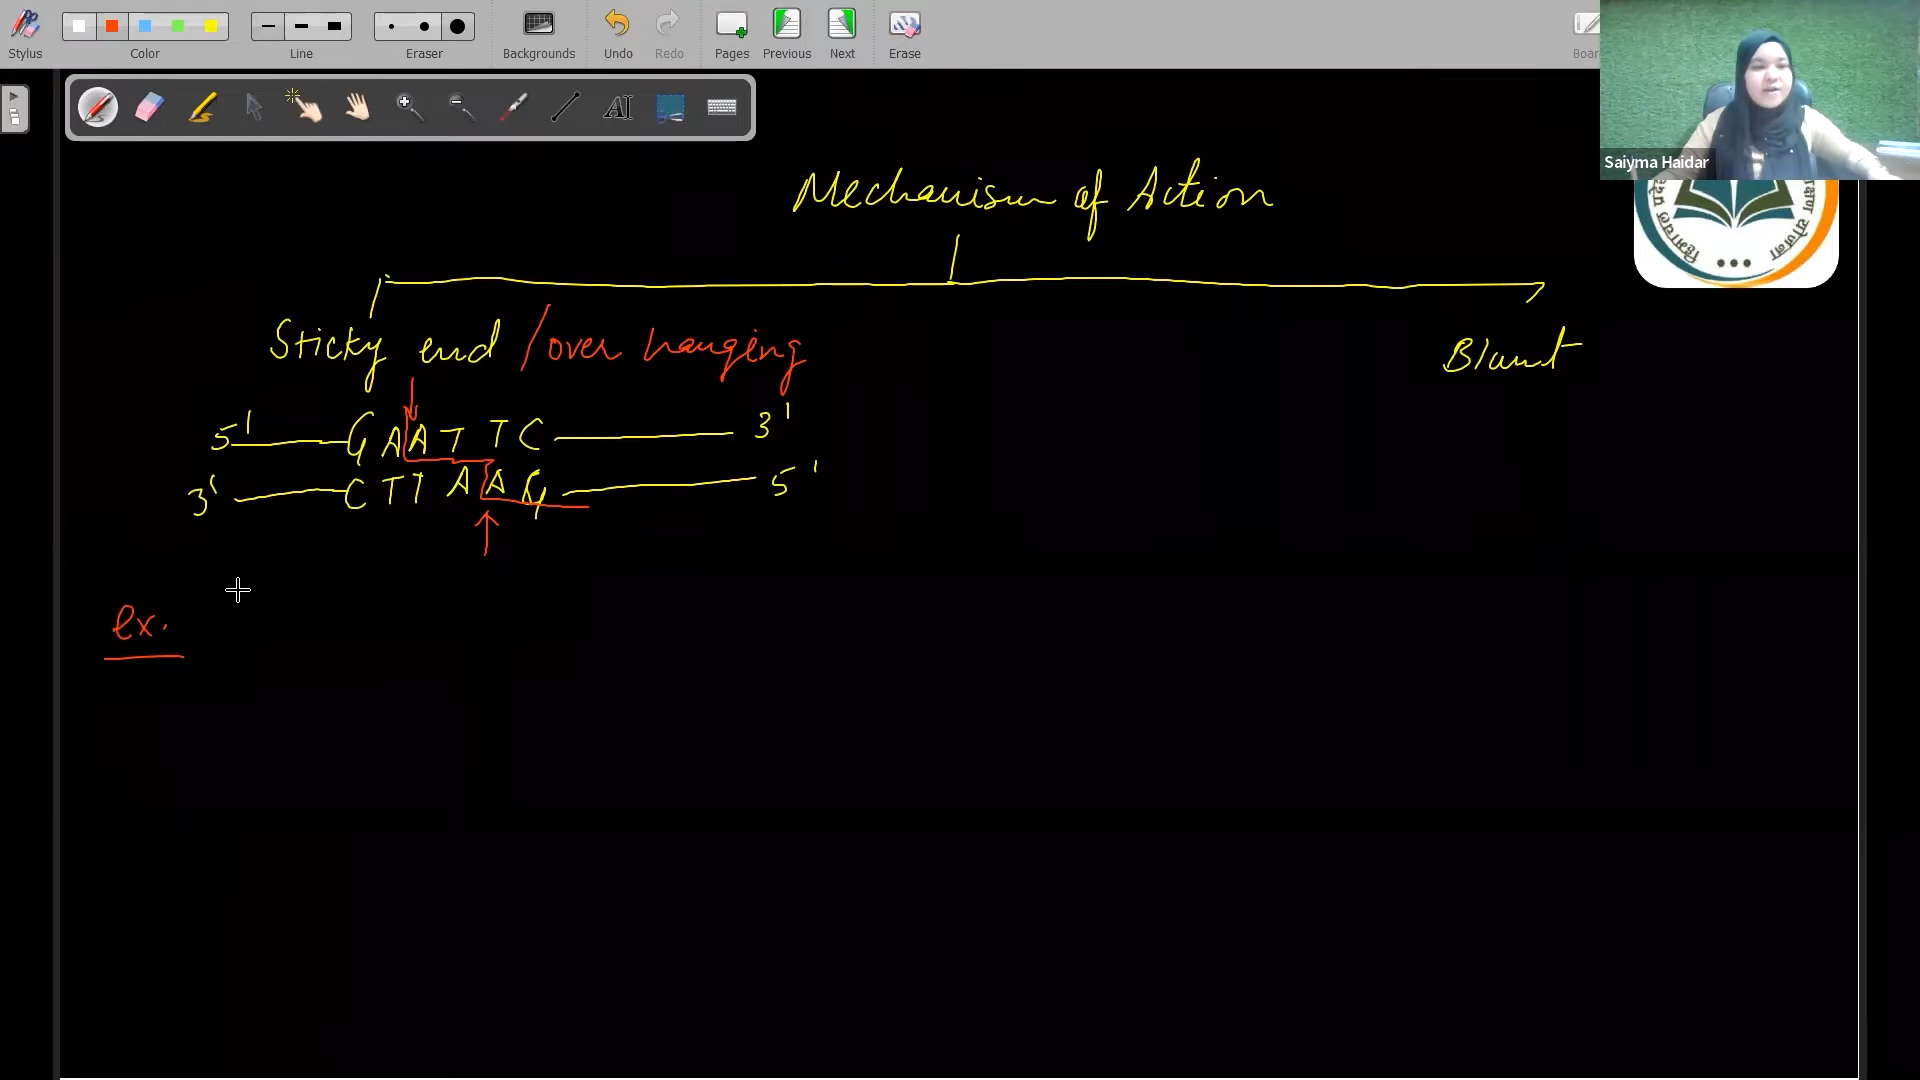 Stylus Color Line Eraser Backgrounds Undo Redo Pages Previous Next Erase
Saiyma Haidar
Mechanism of Action
Sticky end / over hanging
Blunt
5' G A A T T C 3'
3' C T T A A G 5'
ex.